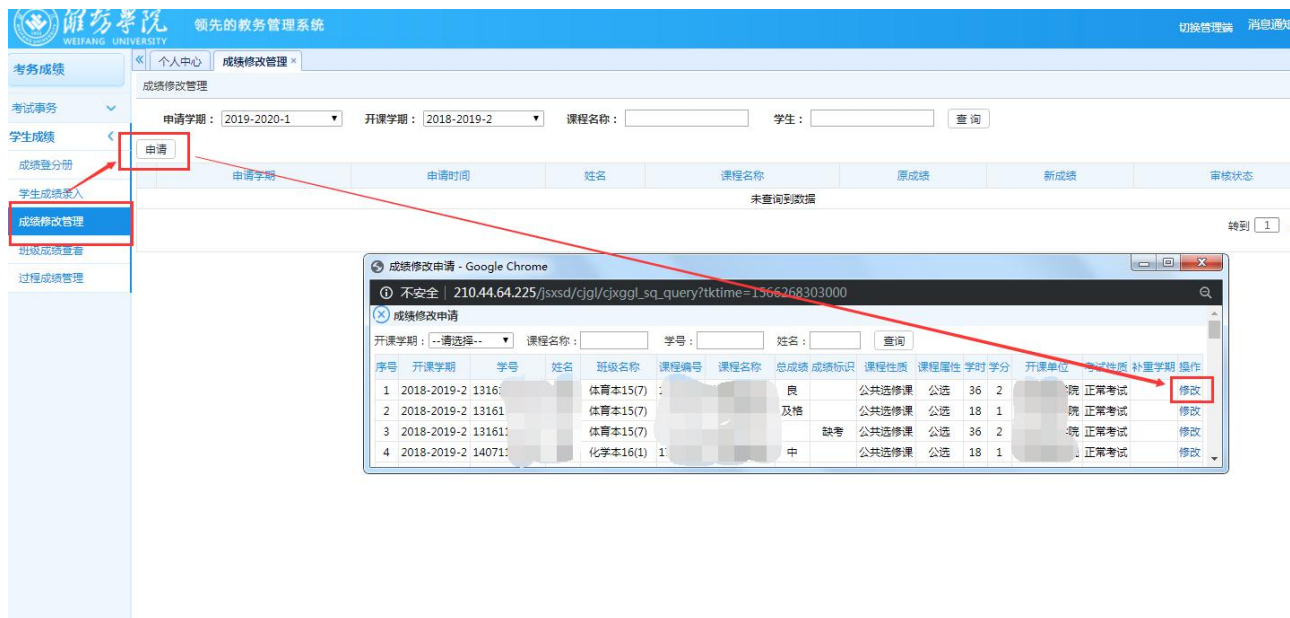 潍坊学院
WEIFANG UNIVERSITY
领先的教务管理系统
切换管理端 消息通知
考务成绩
考试事务
学生成绩
成绩登分册
学生成绩录入
成绩修改管理
班级成绩查看
过程成绩管理
个人中心 成绩修改管理 ×
成绩修改管理
申请学期： 2019-2020-1 开课学期： 2018-2019-2 课程名称： 学生： 查 询
申请
申请学期 申请时间 姓名 课程名称 原成绩 新成绩 审核状态
未查询到数据
转到 1
成绩修改申请 - Google Chrome
不安全 | 210.44.64.225/jsxsd/cjgl/cjxggl_sq_query?tktime=1566268303000
成绩修改申请
开课学期： --请选择-- 课程名称： 学号： 姓名： 查询
序号 开课学期 学号 姓名 班级名称 课程编号 课程名称 总成绩 成绩标识 课程性质 课程属性 学时 学分 开课单位 考试性质 补重学期 操作
1 2018-2019-2 1316 体育本15(7) 良 公共选修课 公选 36 2 院 正常考试 修改
2 2018-2019-2 13161 体育本15(7) 及格 公共选修课 公选 18 1 院 正常考试 修改
3 2018-2019-2 131611 体育本15(7) 缺考 公共选修课 公选 36 2 院 正常考试 修改
4 2018-2019-2 14071 化学本16(1) 1 中 公共选修课 公选 18 1 正常考试 修改